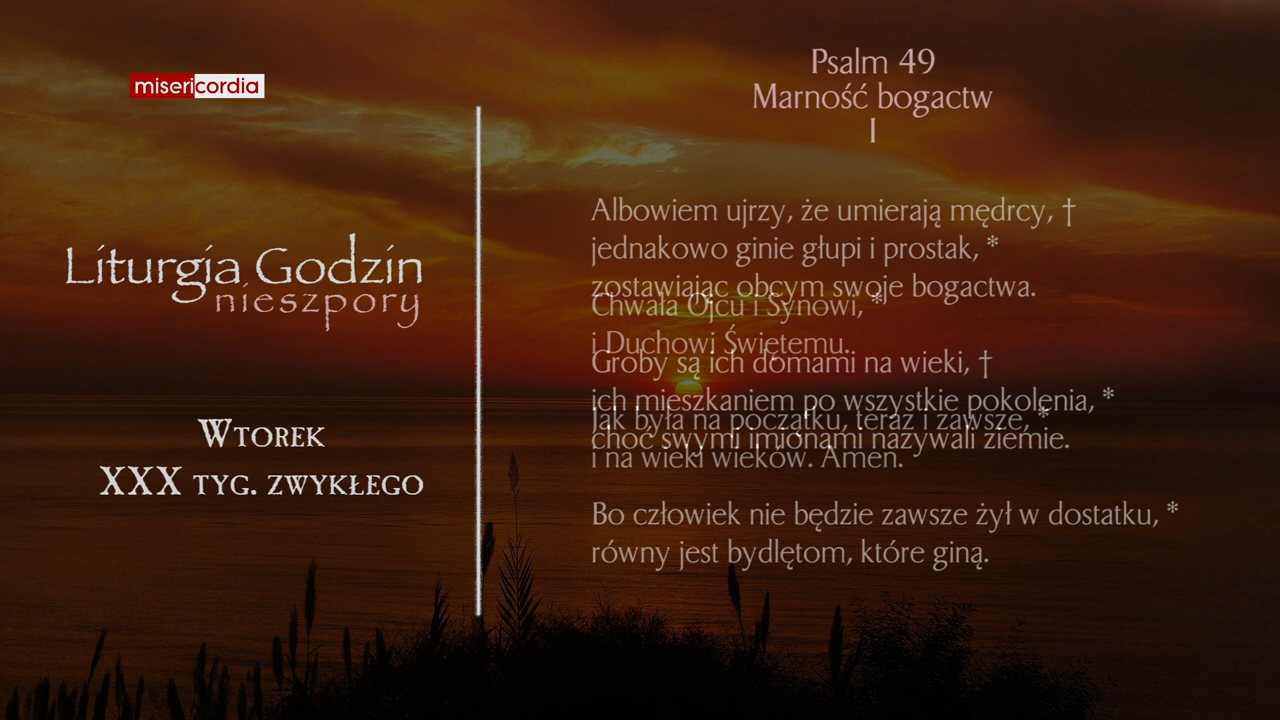 misericordia
Liturgia Godzin
nieszpory
Wtorek
XXX tyg. zwykłego
Psalm 49
Marność bogactw
I
Albowiem ujrzy, że umierają mędrcy, †
jednakowo ginie głupi i prostak, *
zostawiając obcym swoje bogactwa.
Chwała Ojcu i Synowi, *
i Duchowi Świętemu.
Groby są ich domami na wieki, †
ich mieszkaniem po wszystkie pokolenia, *
Jak była na początku, teraz i zawsze, *
choć swymi imionami nazywali ziemie.
i na wieki wieków. Amen.
Bo człowiek nie będzie zawsze żył w dostatku, *
równy jest bydlętom, które giną.